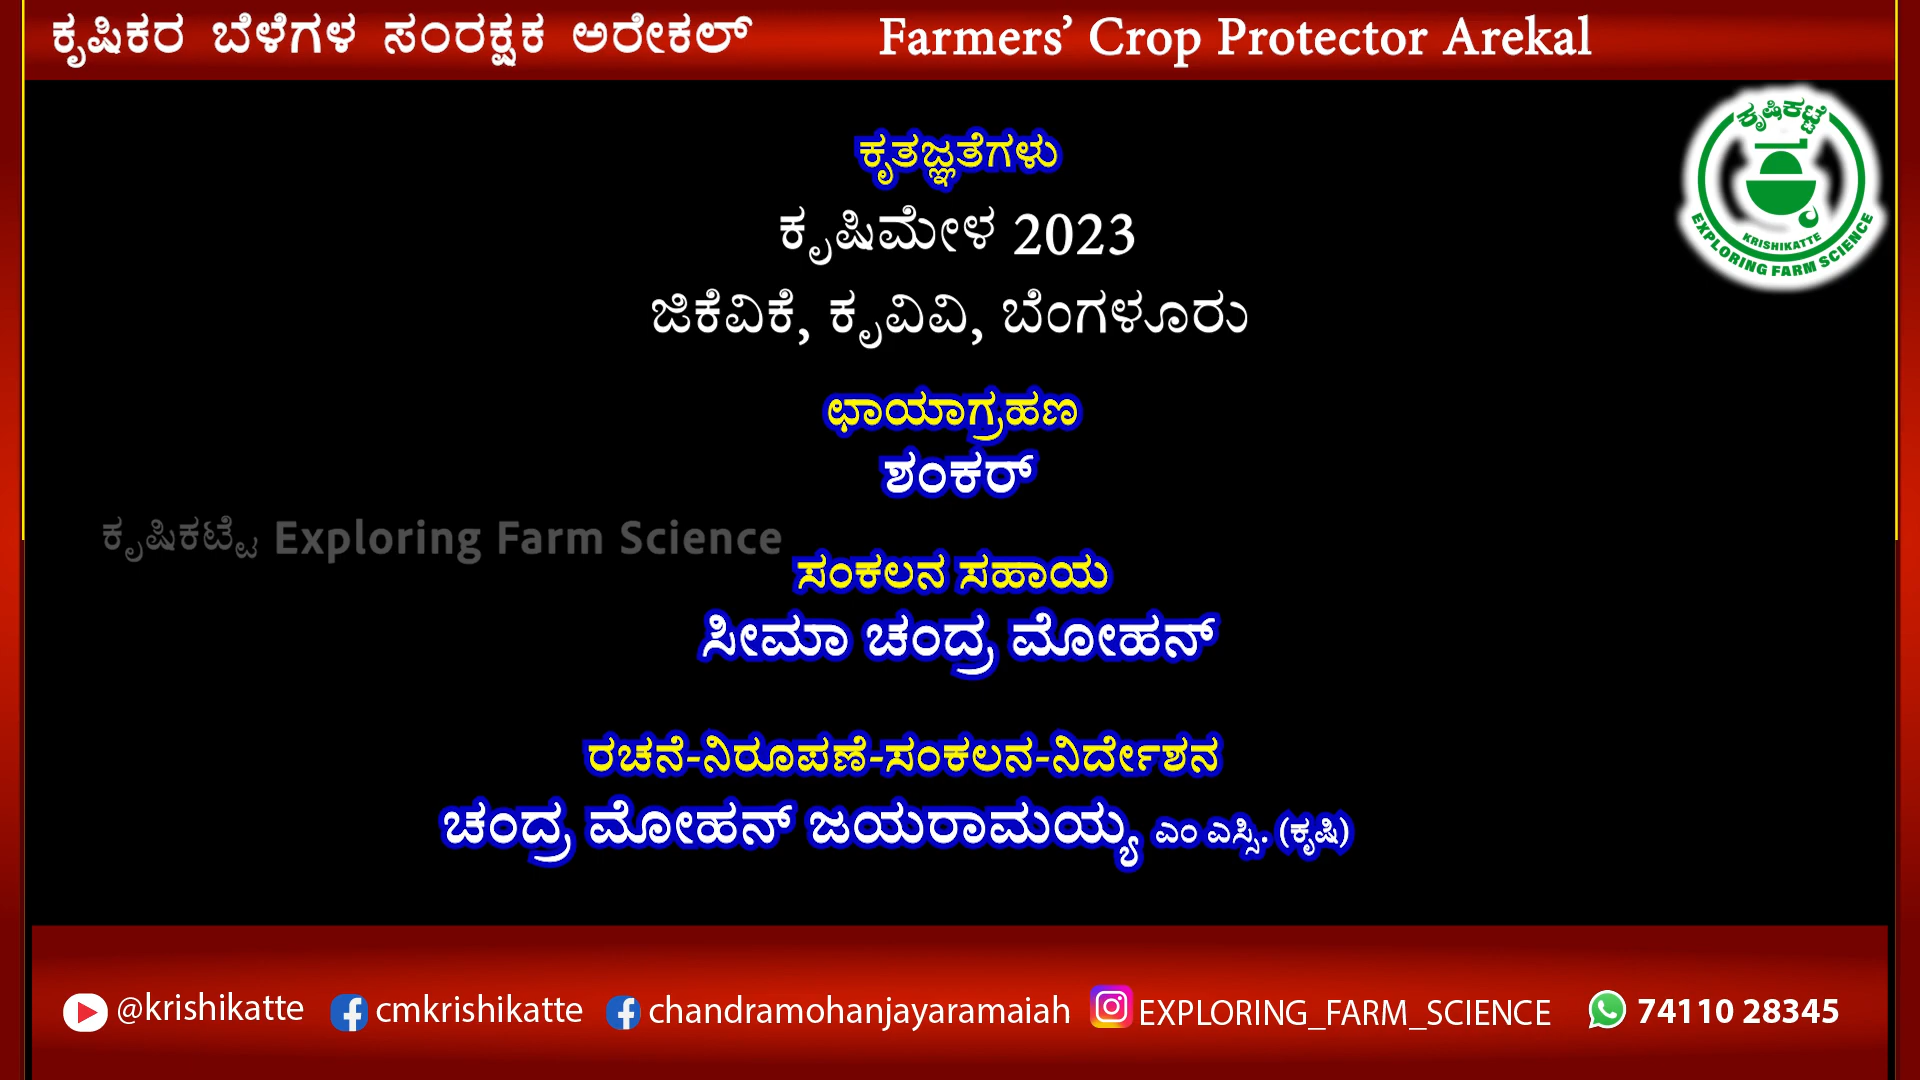 ಕೃಷಿಕರ ಬೆಳೆಗಳ ಸಂರಕ್ಷಕ ಅರೇಕಲ್ Farmers’ Crop Protector Arekal
ಕೃಷಿಕಟ್ಟೆ
KRISHIKATTE
EXPLORING FARM SCIENCE
ಕೃತಜ್ಞತೆಗಳು
ಕೃಷಿಮೇಳ 2023
ಜಿಕೆವಿಕೆ, ಕೃವಿವಿ, ಬೆಂಗಳೂರು
ಛಾಯಾಗ್ರಹಣ
ಶಂಕರ್
ಕೃಷಿಕಟ್ಟೆ Exploring Farm Science
ಸಂಕಲನ ಸಹಾಯ
ಸೀಮಾ ಚಂದ್ರ ಮೋಹನ್
ರಚನೆ-ನಿರೂಪಣೆ-ಸಂಕಲನ-ನಿರ್ದೇಶನ
ಚಂದ್ರ ಮೋಹನ್ ಜಯರಾಮಯ್ಯ ಎಂ ಎಸ್ಸಿ. (ಕೃಷಿ)
@krishikatte cmkrishikatte chandramohanjayaramaiah EXPLORING_FARM_SCIENCE 74110 28345